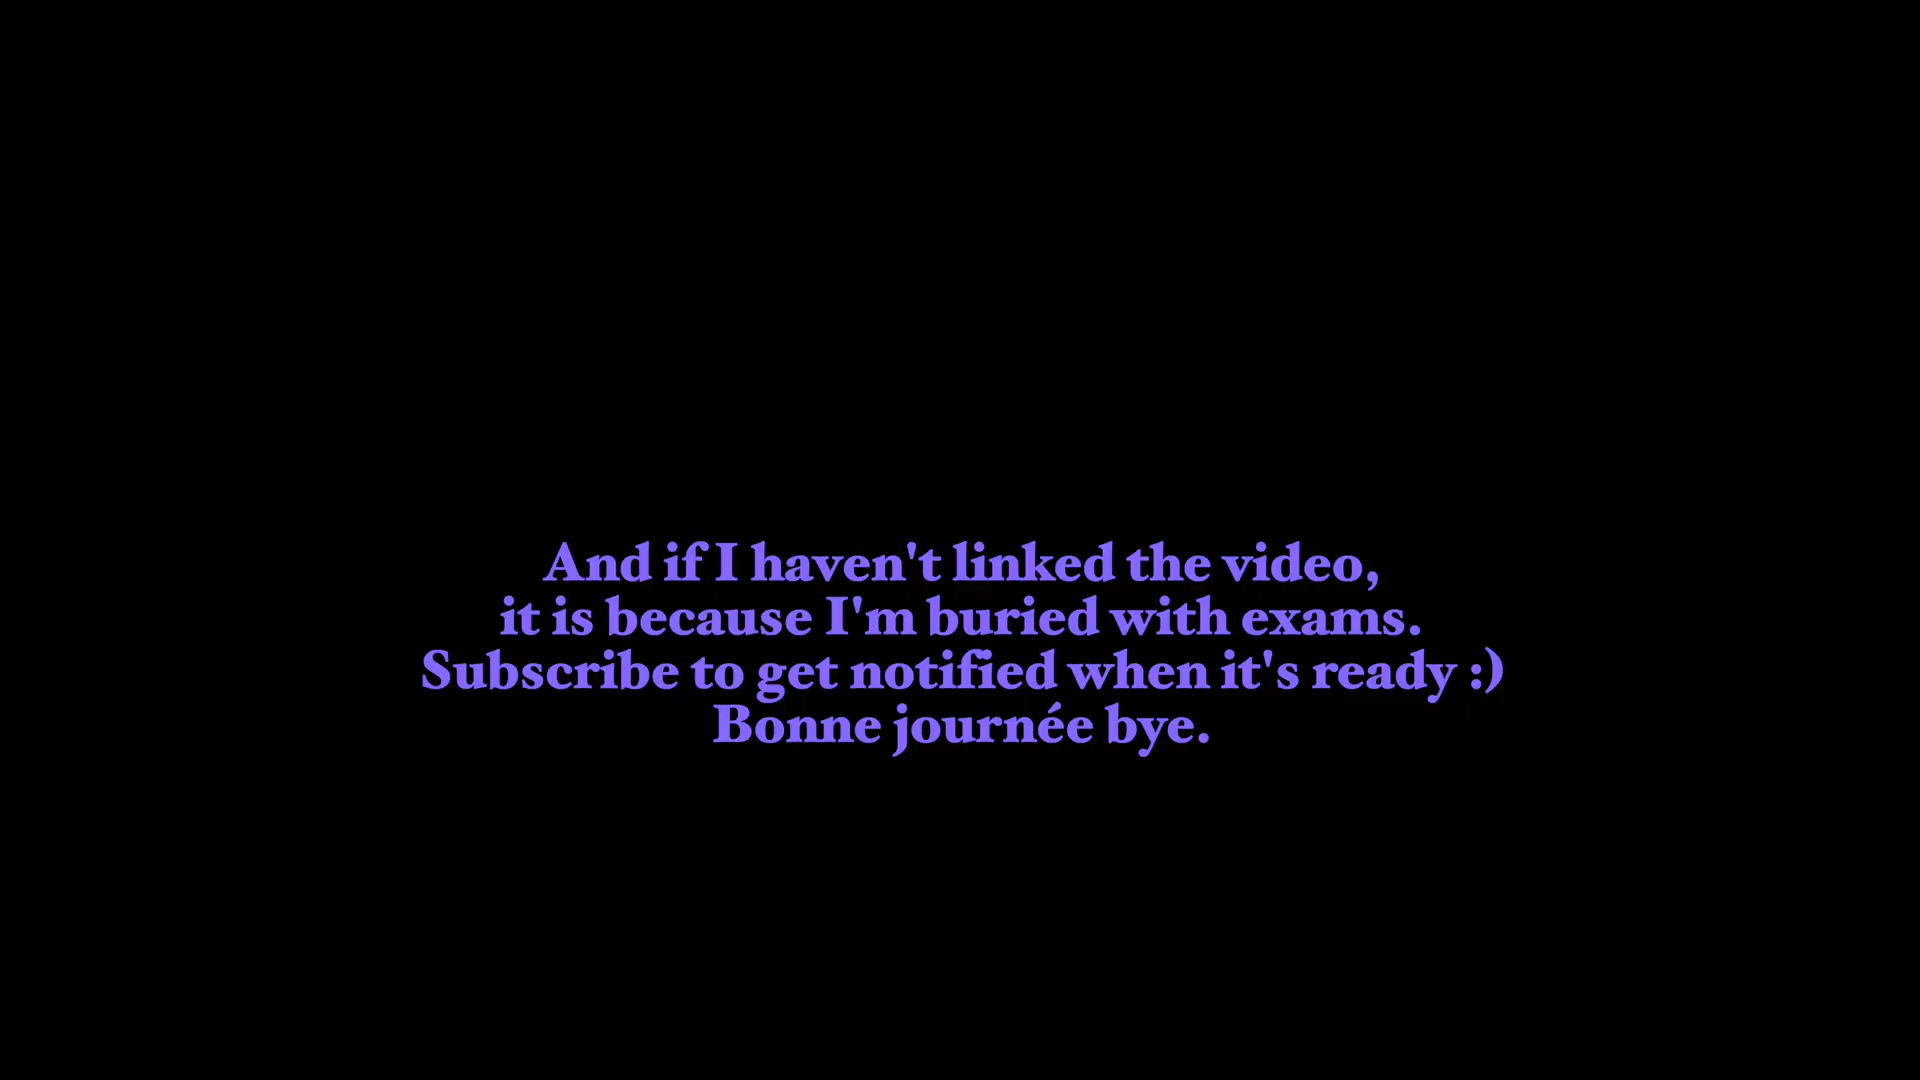 And if I haven't linked the video,
it is because I'm buried with exams.
Subscribe to get notified when it's ready :)
Bonne journée bye.